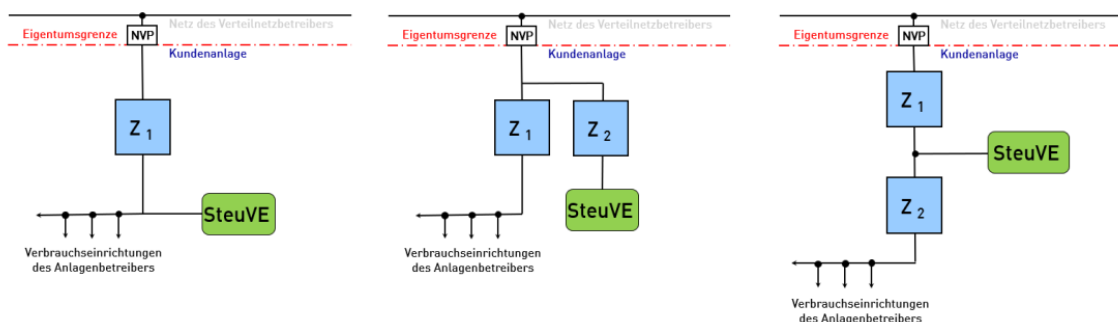 Netz des Verteilnetzbetreibers
Eigentumsgrenze
NVP
Kundenanlage
Z 1
SteuVE
Verbrauchseinrichtungen
des Anlagenbetreibers
Netz des Verteilnetzbetreibers
Eigentumsgrenze
NVP
Kundenanlage
Z 1
Z 2
SteuVE
Verbrauchseinrichtungen
des Anlagenbetreibers
Netz des Verteilnetzbetreibers
Eigentumsgrenze
NVP
Kundenanlage
Z 1
SteuVE
Z 2
Verbrauchseinrichtungen
des Anlagenbetreibers